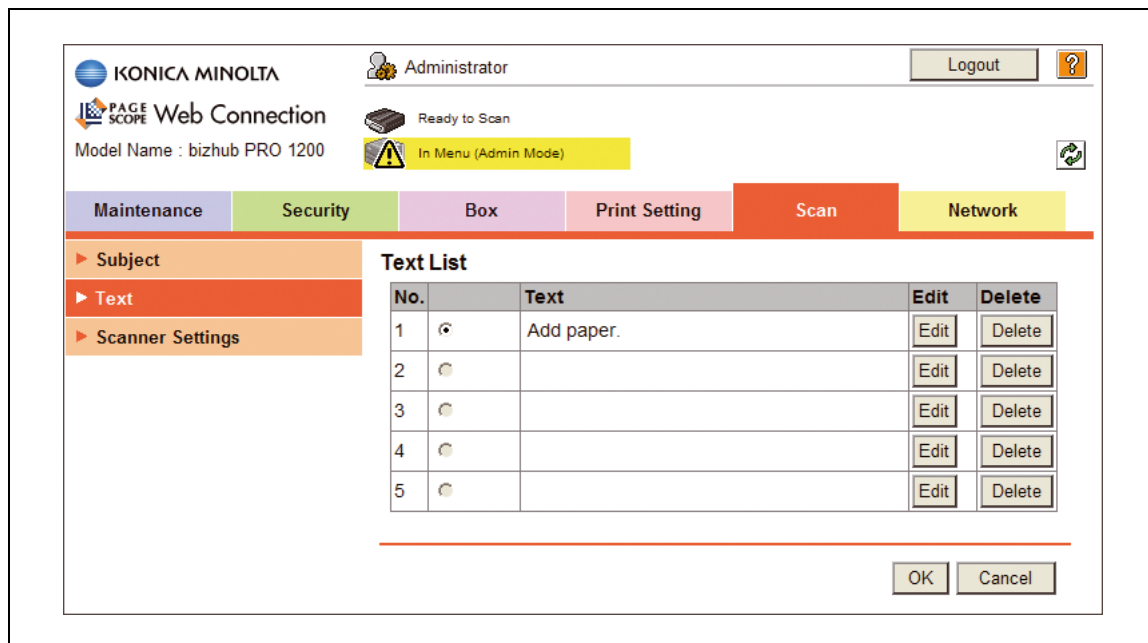 KONICA MINOLTA
Administrator
Logout
?
PAGE SCOPE Web Connection
Ready to Scan
Model Name : bizhub PRO 1200
In Menu (Admin Mode)
Maintenance Security Box Print Setting Scan Network
Subject
Text
Scanner Settings
Text List
No. Text Edit Delete
1 Add paper. Edit Delete
2 Edit Delete
3 Edit Delete
4 Edit Delete
5 Edit Delete
OK Cancel